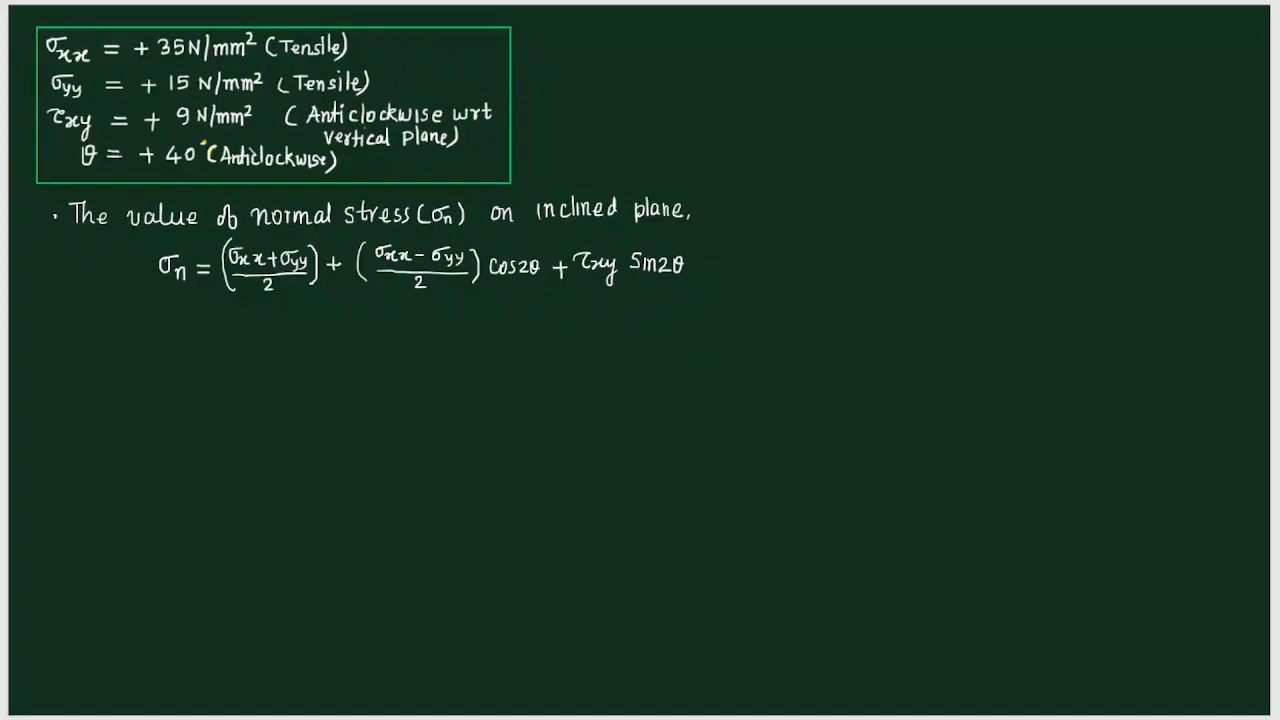 σxx = + 35N/mm² (Tensile)
σyy = + 15 N/mm² (Tensile)
τxy = + 9 N/mm² (Anticlockwise wrt
vertical plane)
θ = + 40° (Anticlockwise)
· The value of normal stress (σn) on inclined plane,
σn = ((σxx+σyy)/2) + ((σxx - σyy)/2) cos2θ + τxy Sin2θ